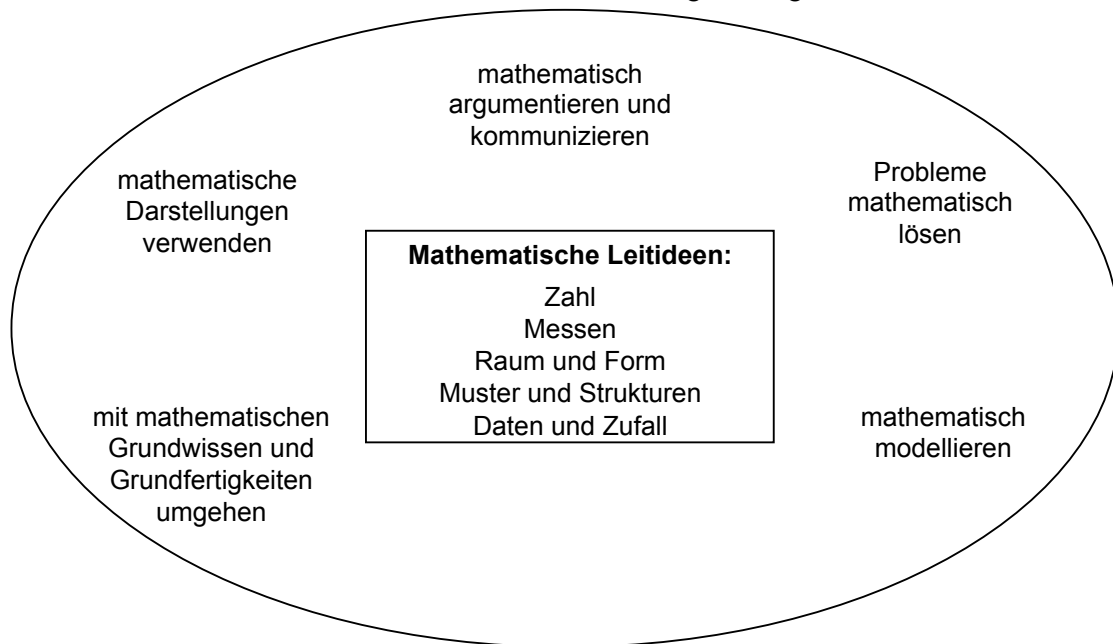 mathematisch
argumentieren und
kommunizieren
mathematische
Darstellungen
verwenden
Probleme
mathematisch
lösen
Mathematische Leitideen:
Zahl
Messen
Raum und Form
Muster und Strukturen
Daten und Zufall
mit mathematischen
Grundwissen und
Grundfertigkeiten
umgehen
mathematisch
modellieren